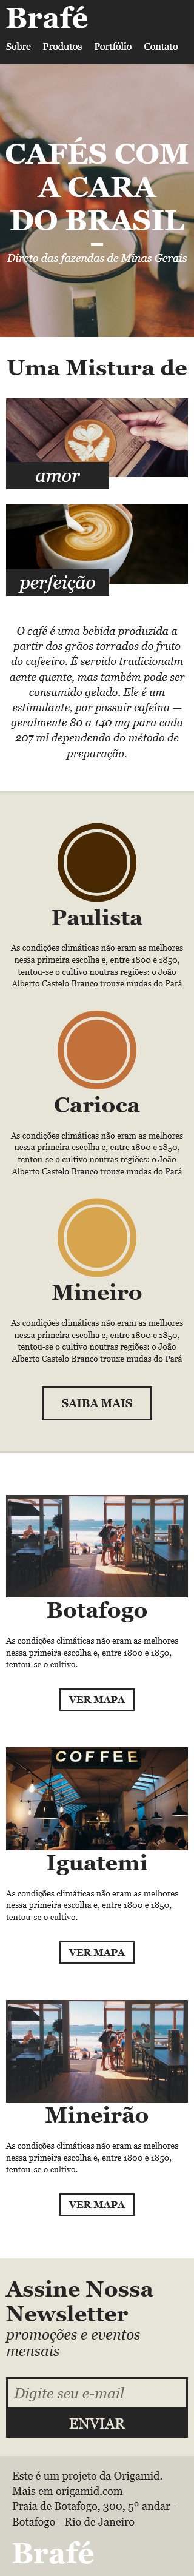 Brafé
Sobre Produtos Portfólio Contato
CAFÉS COM
A CARA
DO BRASIL
Direto das fazendas de Minas Gerais
Uma Mistura de
amor
perfeição
O café é uma bebida produzida a
partir dos grãos torrados do fruto
do cafeeiro. É servido tradicionalm
aente quente, mas também pode ser
consumido gelado. Ele é um
estimulante, por possuir cafeína —
geralmente 80 a 140 mg para cada
207 ml dependendo do método de
preparação.
Paulista
As condições climáticas não eram as melhores
nessa primeira escolha e, entre 1800 e 1850,
tentou-se o cultivo noutras regiões: o João
Alberto Castelo Branco trouxe mudas do Pará
Carioca
As condições climáticas não eram as melhores
nessa primeira escolha e, entre 1800 e 1850,
tentou-se o cultivo noutras regiões: o João
Alberto Castelo Branco trouxe mudas do Pará
Mineiro
As condições climáticas não eram as melhores
nessa primeira escolha e, entre 1800 e 1850,
tentou-se o cultivo noutras regiões: o João
Alberto Castelo Branco trouxe mudas do Pará
SAIBA MAIS
Botafogo
As condições climáticas não eram as melhores
nessa primeira escolha e, entre 1800 e 1850,
tentou-se o cultivo.
VER MAPA
COFFEE
Iguatemi
As condições climáticas não eram as melhores
nessa primeira escolha e, entre 1800 e 1850,
tentou-se o cultivo.
VER MAPA
Mineirão
As condições climáticas não eram as melhores
nessa primeira escolha e, entre 1800 e 1850,
tentou-se o cultivo.
VER MAPA
Assine Nossa
Newsletter
promoções e eventos
mensais
Digite seu e-mail
ENVIAR
Este é um projeto da Origamid.
Mais em origamid.com
Praia de Botafogo, 300, 5º andar -
Botafogo - Rio de Janeiro
Brafé